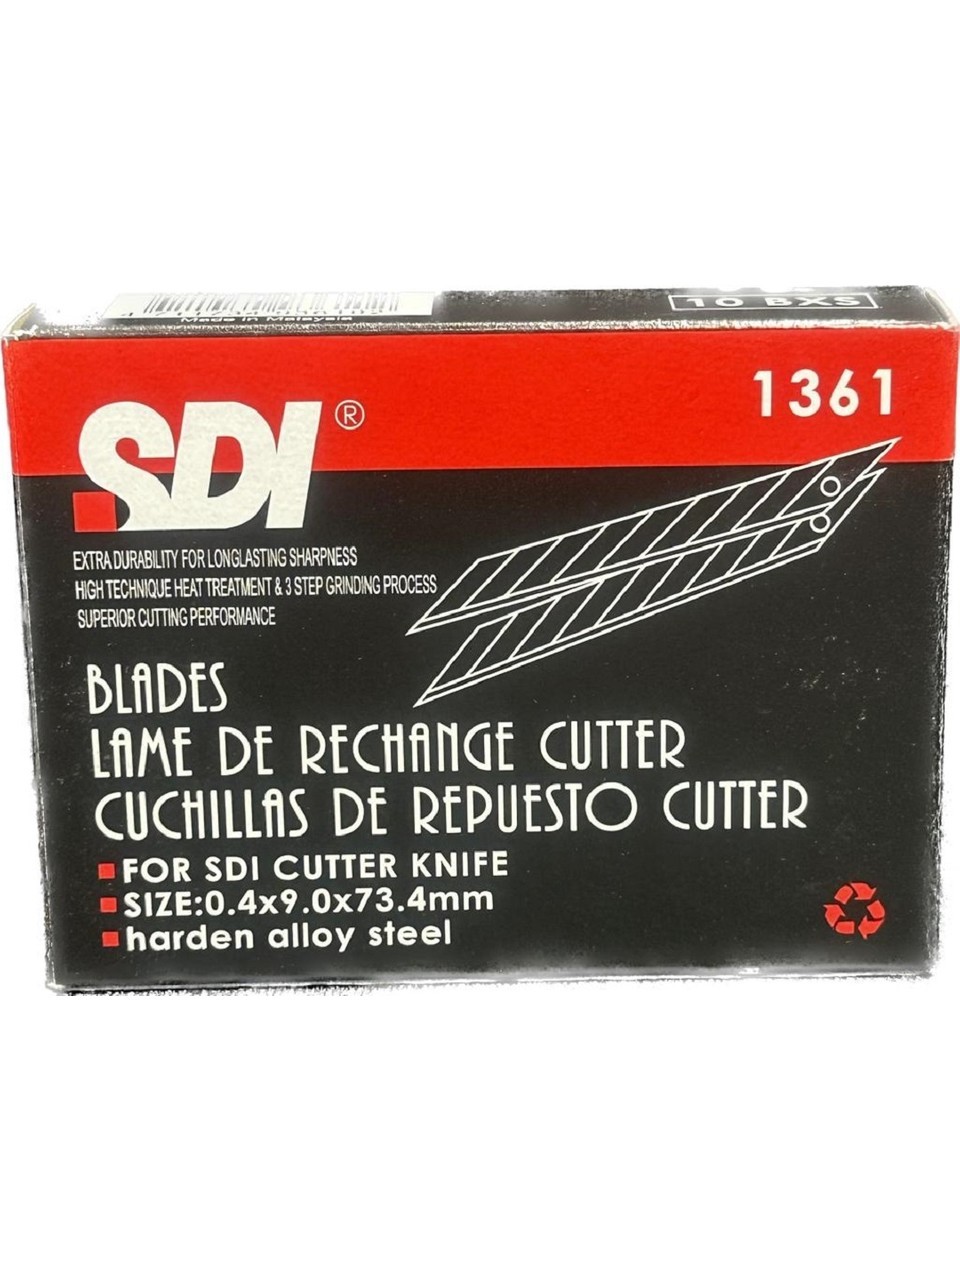 Made in Malaysia
10 BXS
1361
SDI®
EXTRA DURABILITY FOR LONGLASTING SHARPNESS
HIGH TECHNIQUE HEAT TREATMENT & 3 STEP GRINDING PROCESS
SUPERIOR CUTTING PERFORMANCE
BLADES
LAME DE RECHANGE CUTTER
CUCHILLAS DE REPUESTO CUTTER
FOR SDI CUTTER KNIFE
SIZE:0.4x9.0x73.4mm
harden alloy steel